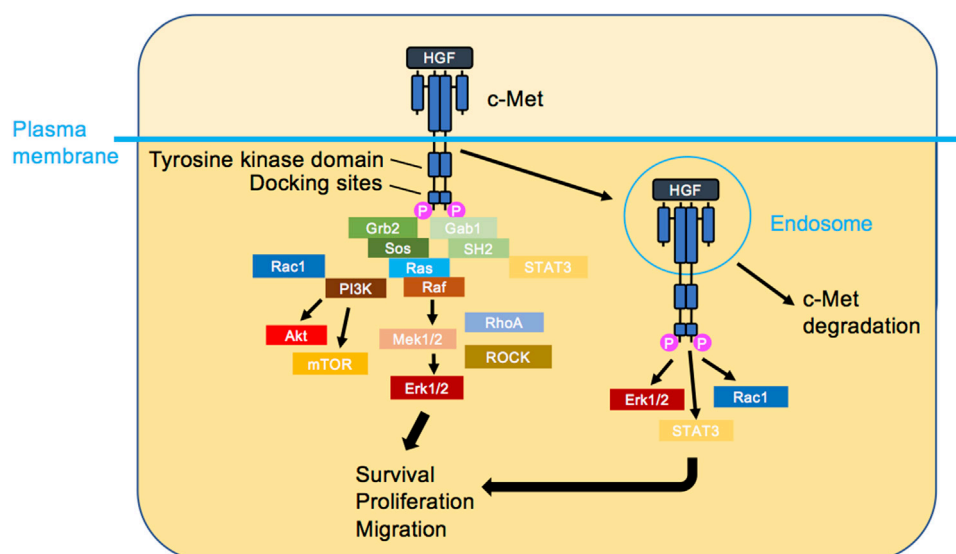 HGF
c-Met
Plasma
membrane
Tyrosine kinase domain
Docking sites
P P
Grb2 Gab1
Sos SH2
Rac1 Ras STAT3
PI3K Raf
Akt Mek1/2 RhoA
mTOR ROCK
Erk1/2
Survival
Proliferation
Migration
HGF
Endosome
c-Met
degradation
P P
Erk1/2 Rac1
STAT3